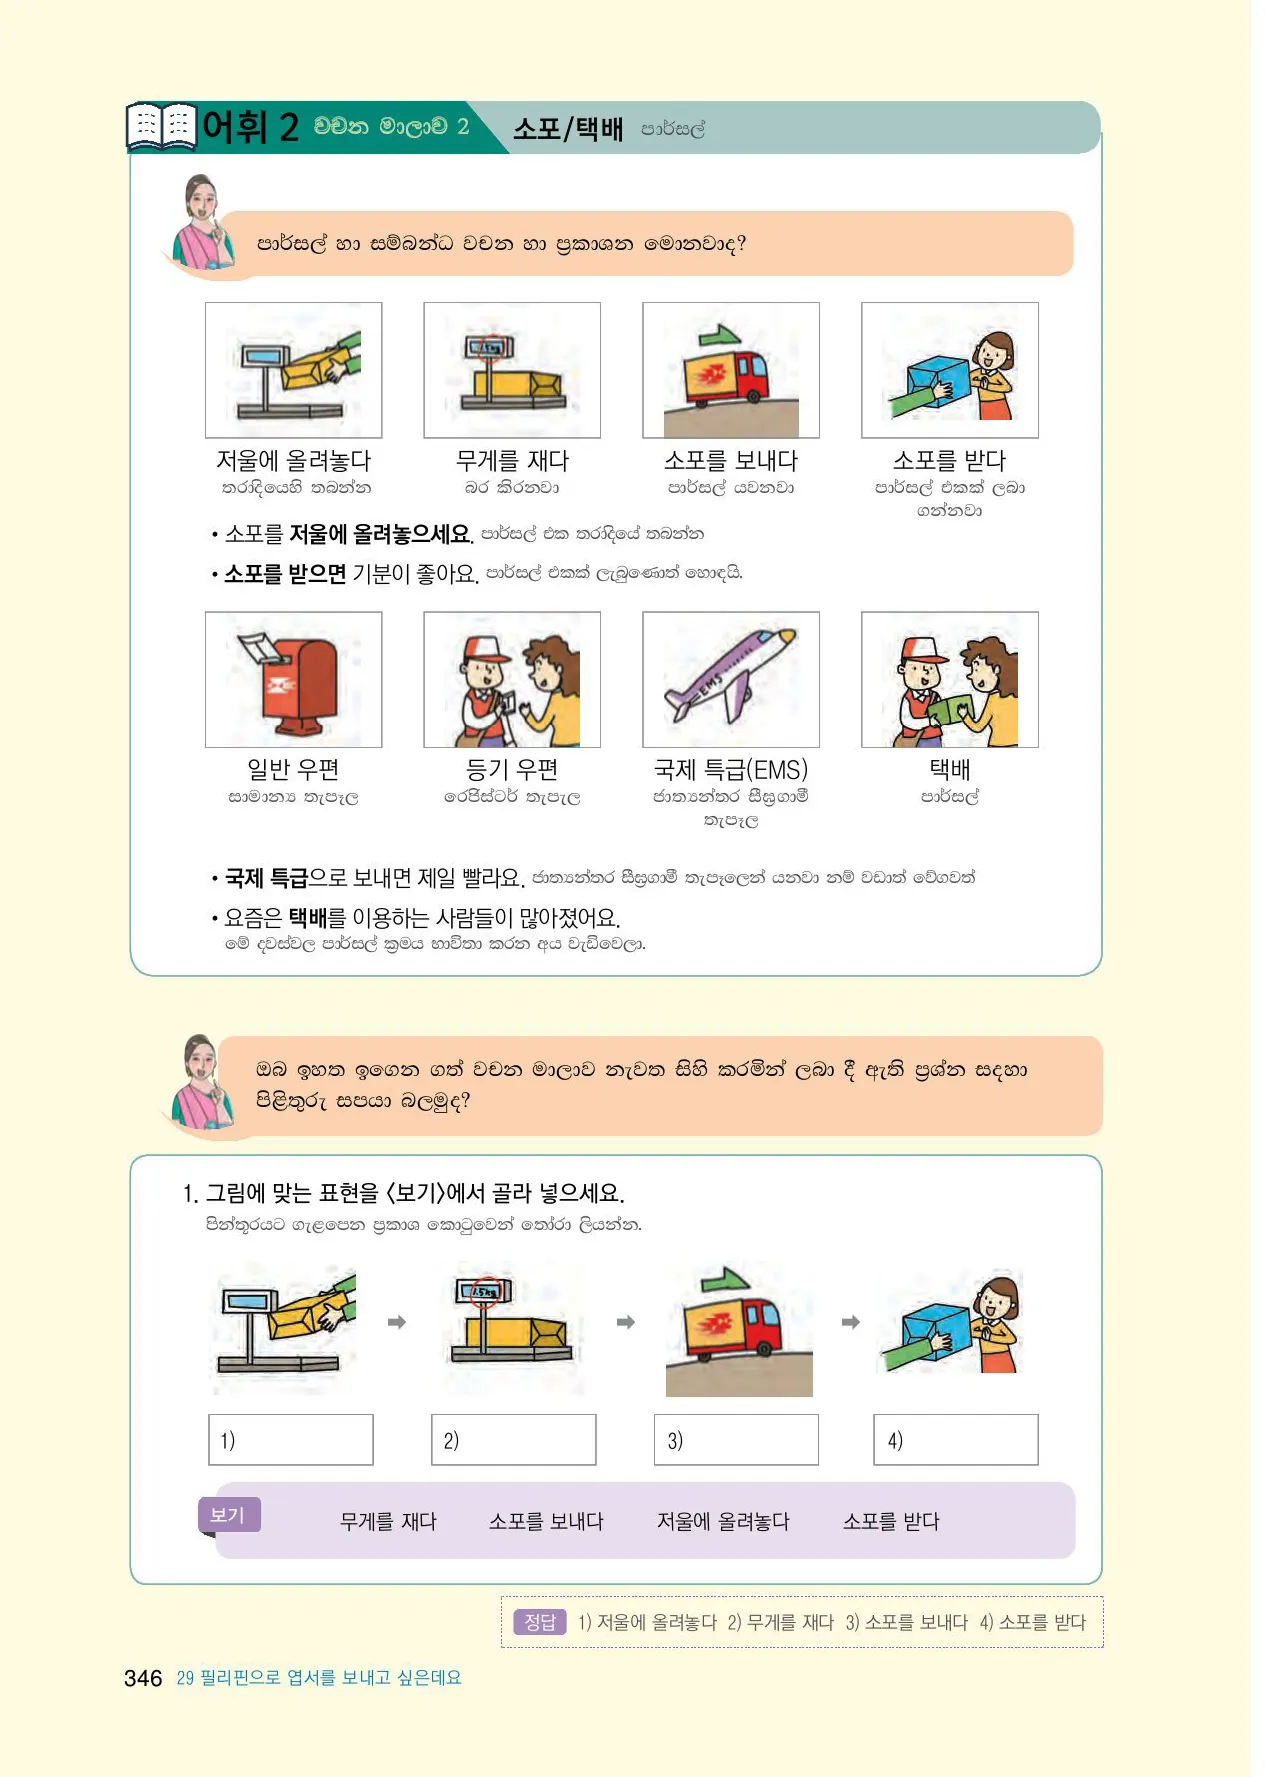 어휘 2 වචන මාලාව 2 소포/택배 පාර්සල්
පාර්සල් හා සම්බන්ධ වචන හා ප්‍රකාශන මොනවාද?
저울에 올려놓다 무게를 재다 소포를 보내다 소포를 받다
තරාදියෙහි තබන්න බර කිරනවා පාර්සල් යවනවා පාර්සල් එකක් ලබා
ගන්නවා
• 소포를 저울에 올려놓으세요. පාර්සල් එක තරාදියේ තබන්න
• 소포를 받으면 기분이 좋아요. පාර්සල් එකක් ලැබුණොත් හොඳයි.
EMS
일반 우편 등기 우편 국제 특급(EMS) 택배
සාමාන්‍ය තැපෑල රෙජිස්ටර් තැපැල ජාත්‍යන්තර සීඝ්‍රගාමී පාර්සල්
තැපෑල
• 국제 특급으로 보내면 제일 빨라요. ජාත්‍යන්තර සීඝ්‍රගාමී තැපෑලෙන් යනවා නම් වඩාත් වේගවත්
• 요즘은 택배를 이용하는 사람들이 많아졌어요.
මේ දවස්වල පාර්සල් ක්‍රමය භාවිතා කරන අය වැඩිවෙලා.
ඔබ ඉහත ඉගෙන ගත් වචන මාලාව නැවත සිහි කරමින් ලබා දී ඇති ප්‍රශ්න සදහා
පිළිතුරු සපයා බලමුද?
1. 그림에 맞는 표현을 〈보기〉에서 골라 넣으세요.
පින්තූරයට ගැළපෙන ප්‍රකාශ කොටුවෙන් තෝරා ලියන්න.
1.5kg
1) 2) 3) 4)
보기 무게를 재다 소포를 보내다 저울에 올려놓다 소포를 받다
정답 1) 저울에 올려놓다 2) 무게를 재다 3) 소포를 보내다 4) 소포를 받다
346 29 필리핀으로 엽서를 보내고 싶은데요